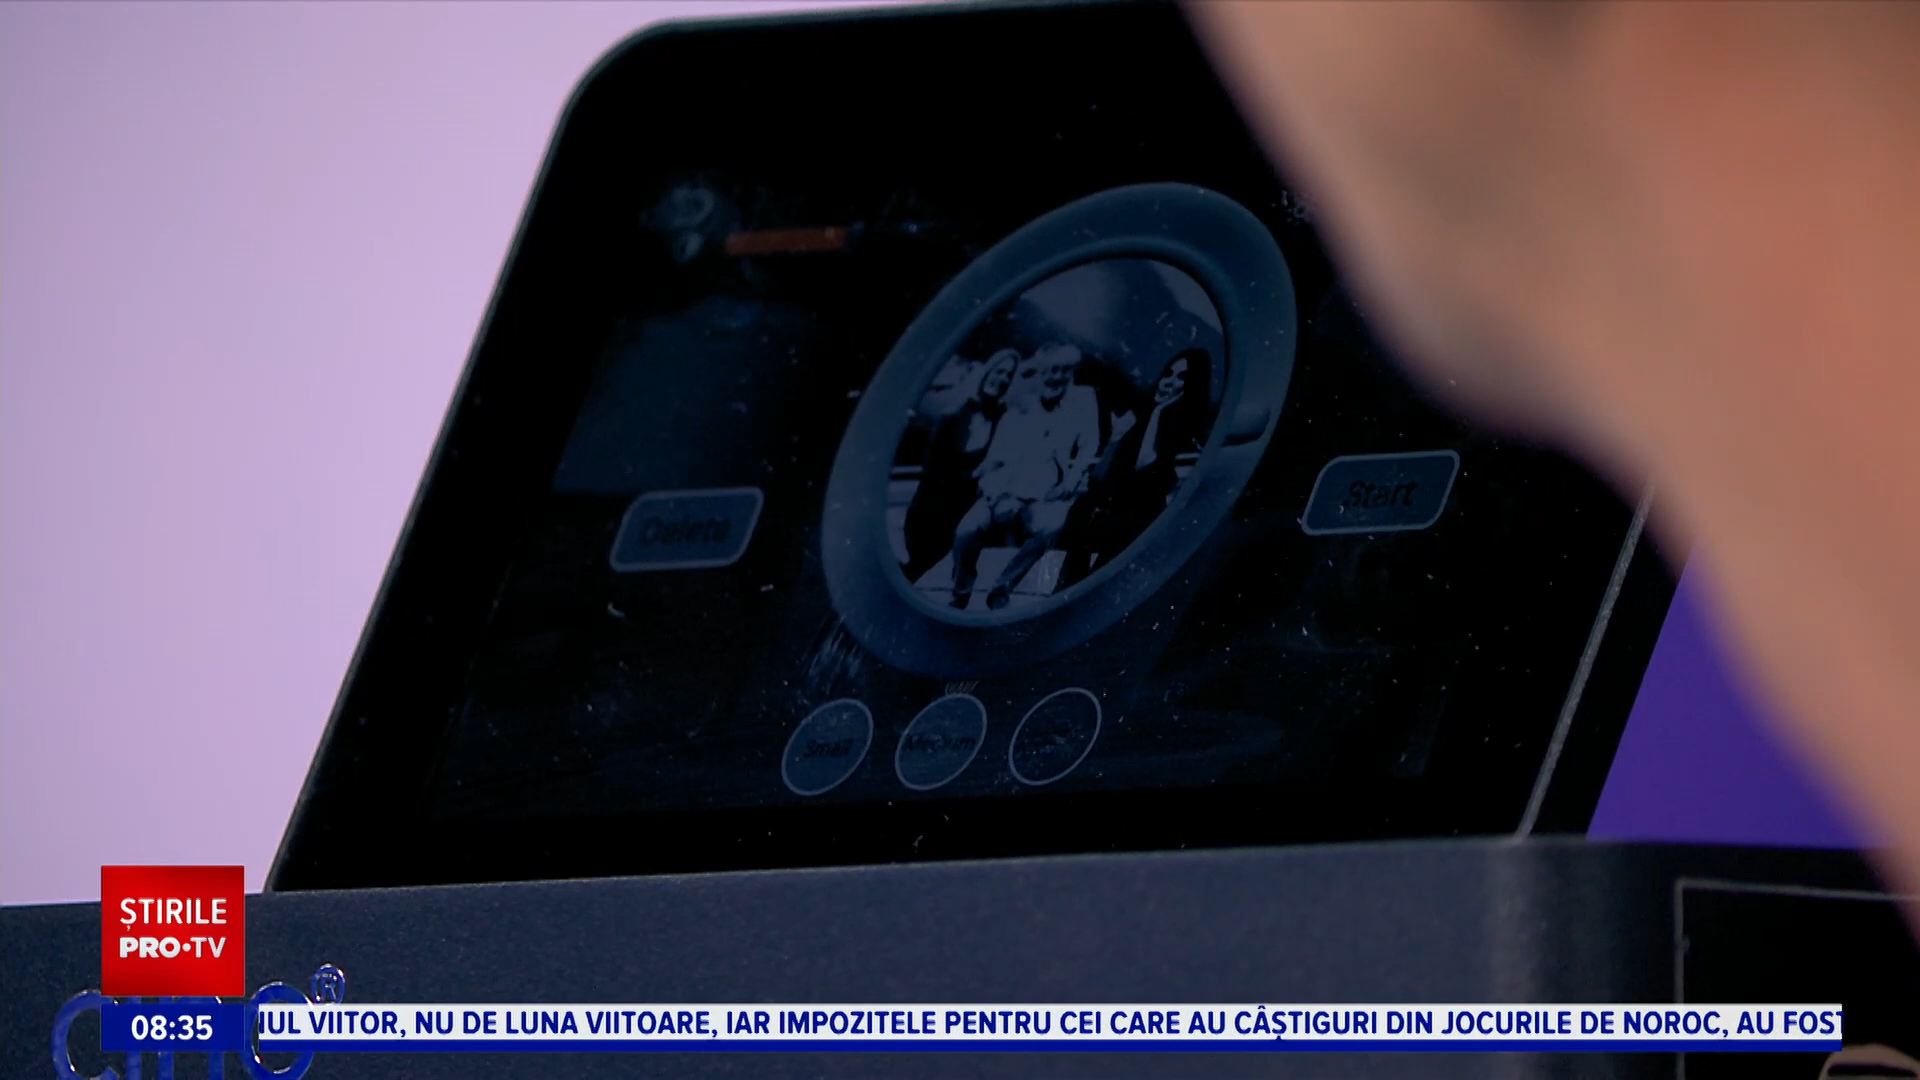 Delete
Start
Small
Medium
ȘTIRILE
PRO•TV
®
08:35
UL VIITOR, NU DE LUNA VIITOARE, IAR IMPOZITELE PENTRU CEI CARE AU CÂȘTIGURI DIN JOCURILE DE NOROC, AU FOST